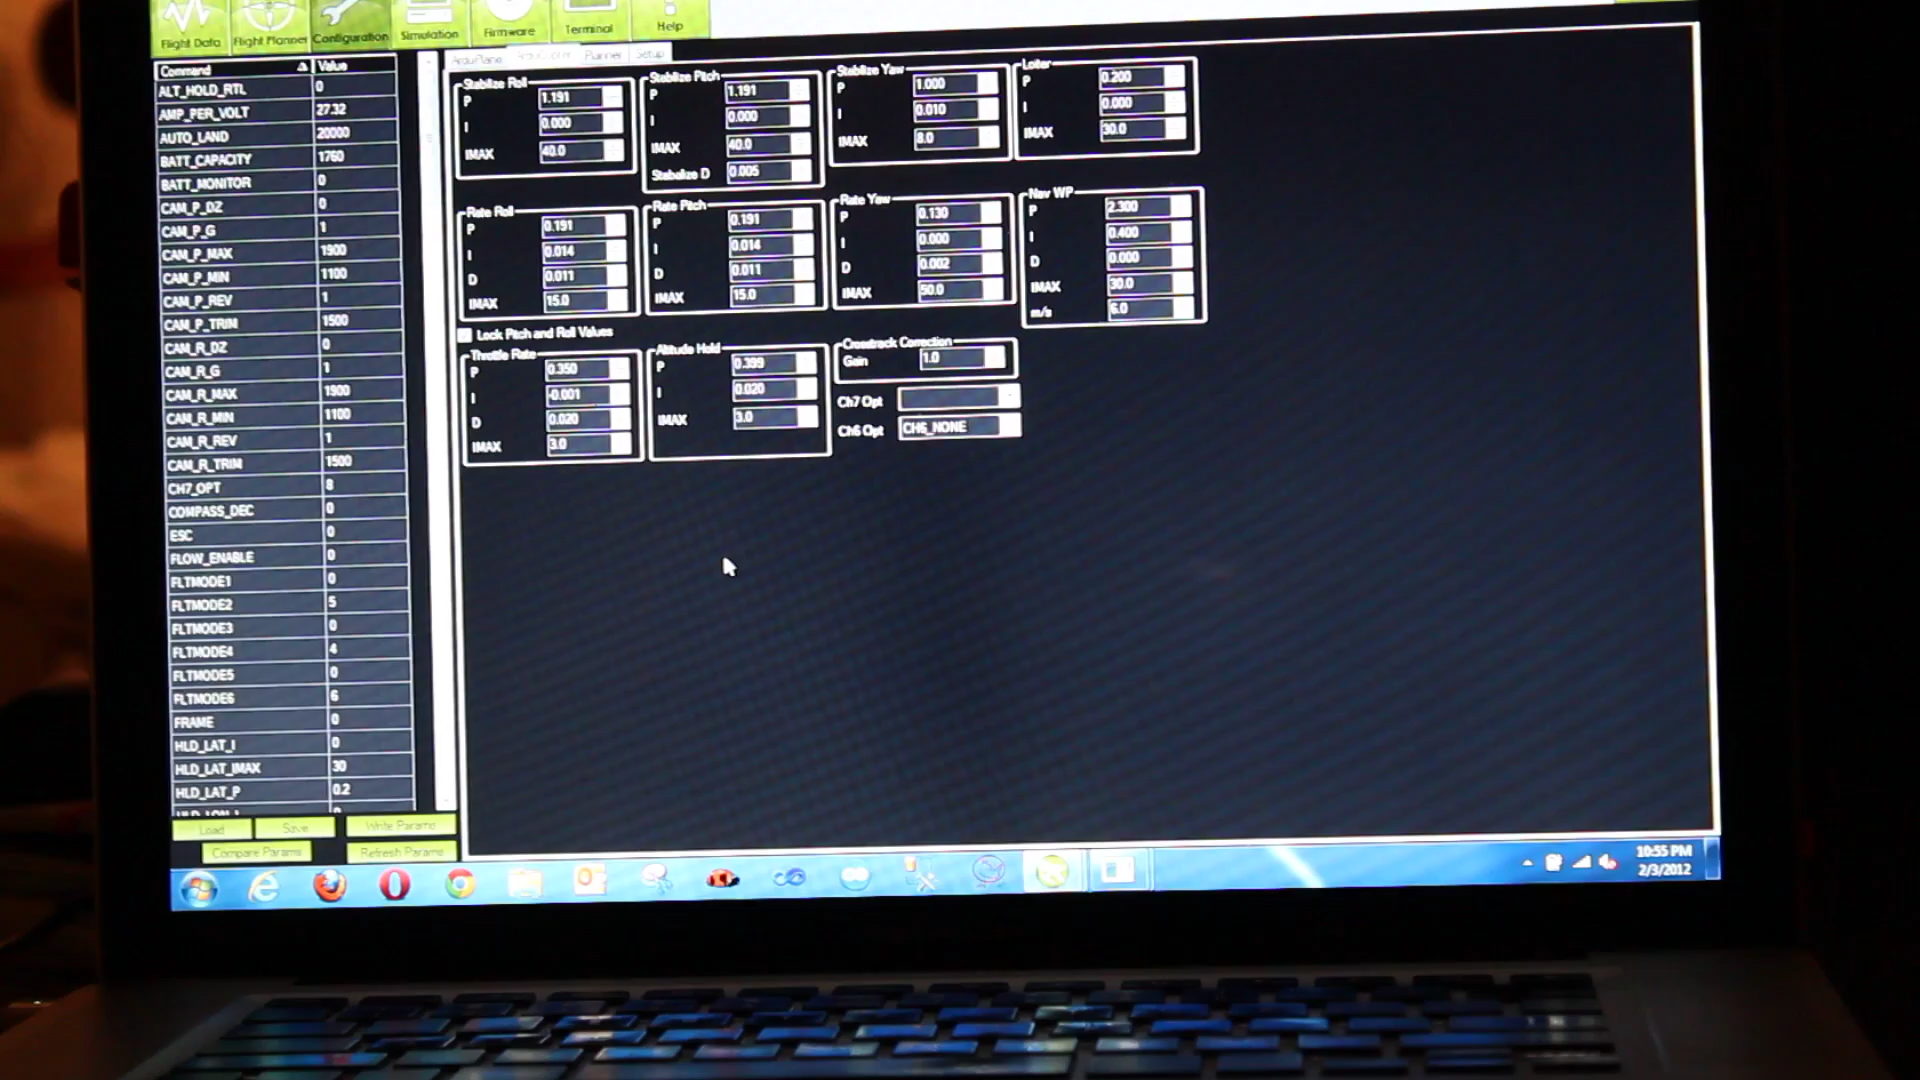 Flight Data Flight Planner Configuration Simulation Firmware Terminal Help
Command Value
ALT_HOLD_RTL 0
AMP_PER_VOLT 27.32
AUTO_LAND 20000
BATT_CAPACITY 1760
BATT_MONITOR 0
CAM_P_DZ 0
CAM_P_G 1
CAM_P_MAX 1900
CAM_P_MIN 1100
CAM_P_REV 1
CAM_P_TRIM 1500
CAM_R_DZ 0
CAM_R_G 1
CAM_R_MAX 1900
CAM_R_MIN 1100
CAM_R_REV 1
CAM_R_TRIM 1500
CH7_OPT 8
COMPASS_DEC 0
ESC 0
FLOW_ENABLE 0
FLTMODE1 0
FLTMODE2 5
FLTMODE3 0
FLTMODE4 4
FLTMODE5 0
FLTMODE6 6
FRAME 0
HLD_LAT_I 0
HLD_LAT_IMAX 30
HLD_LAT_P 0.2
HLD_LON_I 0
Load Save Write Params
Compare Params Refresh Params
ArduPlane ArduCopter Planner Setup
Stabilize Roll
P 1.191
I 0.000
IMAX 40.0
Stabilize Pitch
P 1.191
I 0.000
IMAX 40.0
Stabalize D 0.005
Stabilize Yaw
P 1.000
I 0.010
IMAX 8.0
Loiter
P 0.200
I 0.000
IMAX 30.0
Rate Roll
P 0.191
I 0.014
D 0.011
IMAX 15.0
Rate Pitch
P 0.191
I 0.014
D 0.011
IMAX 15.0
Rate Yaw
P 0.130
I 0.000
D 0.002
IMAX 50.0
Nav WP
P 2.300
I 0.400
D 0.000
IMAX 30.0
m/s 6.0
Lock Pitch and Roll Values
Throttle Rate
P 0.350
I -0.001
D 0.020
IMAX 3.0
Altitude Hold
P 0.399
I 0.020
IMAX 3.0
Crosstrack Correction
Gain 1.0
Ch7 Opt
Ch6 Opt CH6_NONE
10:55 PM
2/3/2012